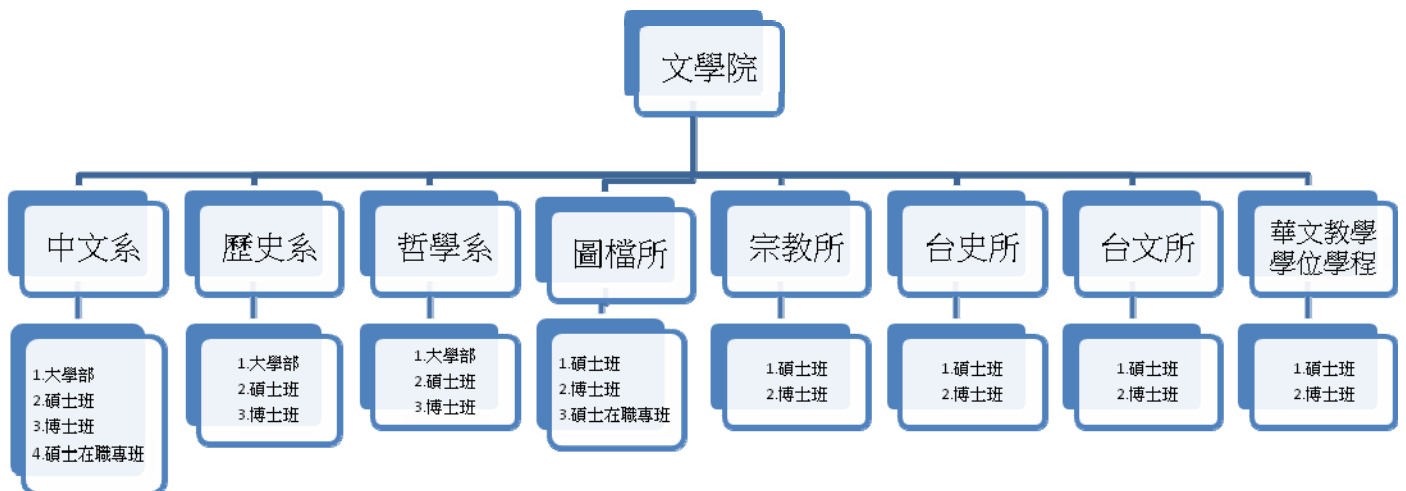 文學院
中文系
歷史系
哲學系
圖檔所
宗教所
台史所
台文所
華文教學
學位學程
1.大學部
2.碩士班
3.博士班
4.碩士在職專班
1.大學部
2.碩士班
3.博士班
1.大學部
2.碩士班
3.博士班
1.碩士班
2.博士班
3.碩士在職專班
1.碩士班
2.博士班
1.碩士班
2.博士班
1.碩士班
2.博士班
1.碩士班
2.博士班